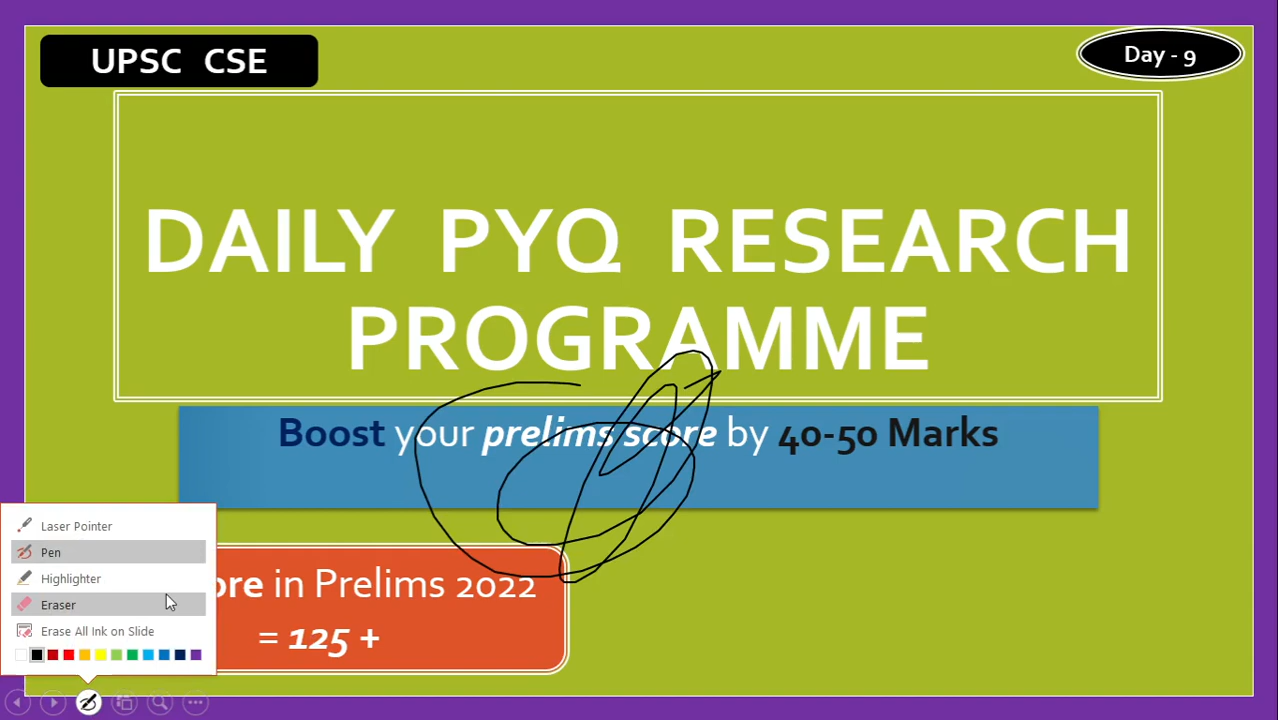 UPSC CSE
Day - 9
DAILY PYQ RESEARCH
PROGRAMME
Boost your prelims score by 40-50 Marks
ore in Prelims 2022
= 125 +
Laser Pointer
Pen
Highlighter
Eraser
Erase All Ink on Slide